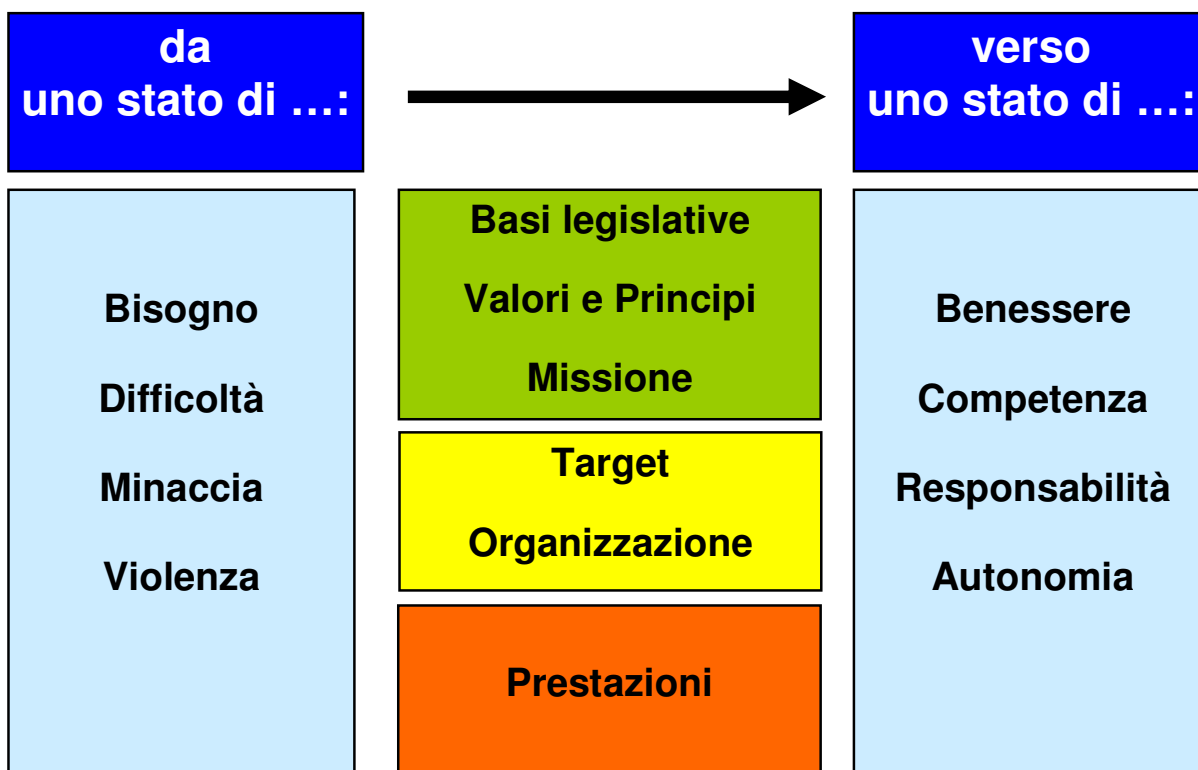 da
uno stato di ...:
verso
uno stato di ...:
Bisogno
Difficoltà
Minaccia
Violenza
Basi legislative
Valori e Principi
Missione
Target
Organizzazione
Prestazioni
Benessere
Competenza
Responsabilità
Autonomia